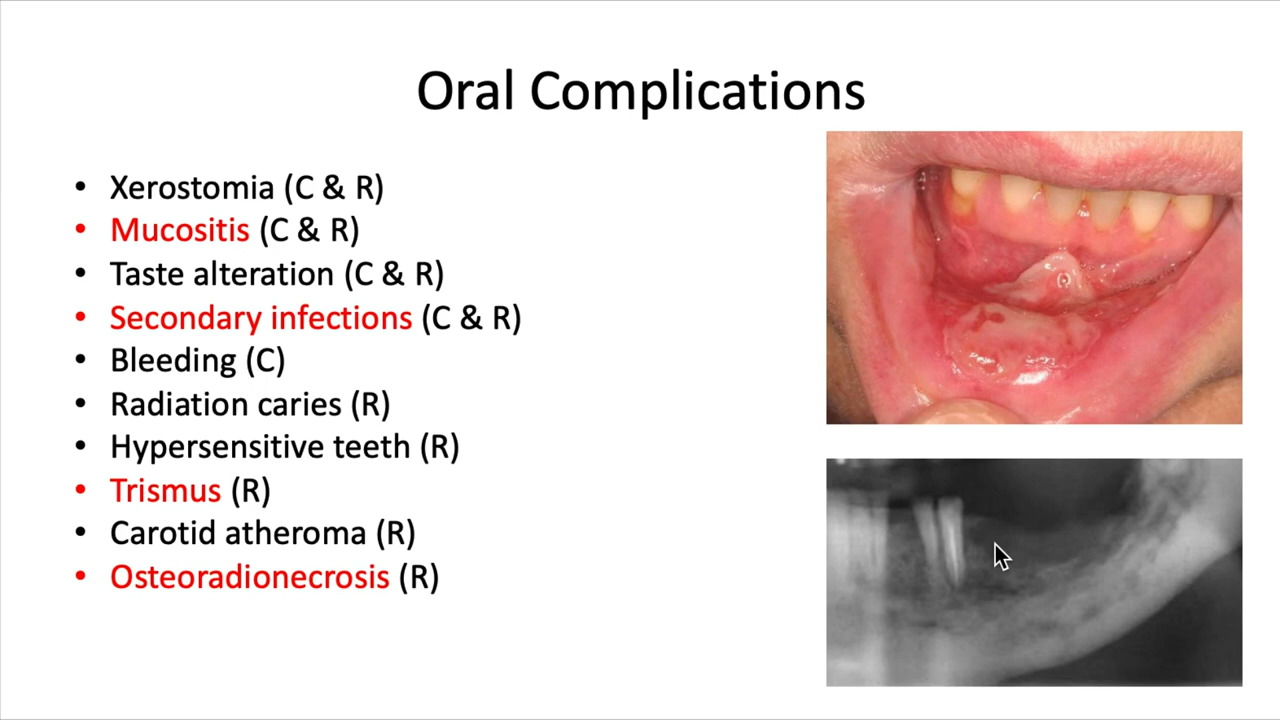 Oral Complications
• Xerostomia (C & R)
• Mucositis (C & R)
• Taste alteration (C & R)
• Secondary infections (C & R)
• Bleeding (C)
• Radiation caries (R)
• Hypersensitive teeth (R)
• Trismus (R)
• Carotid atheroma (R)
• Osteoradionecrosis (R)